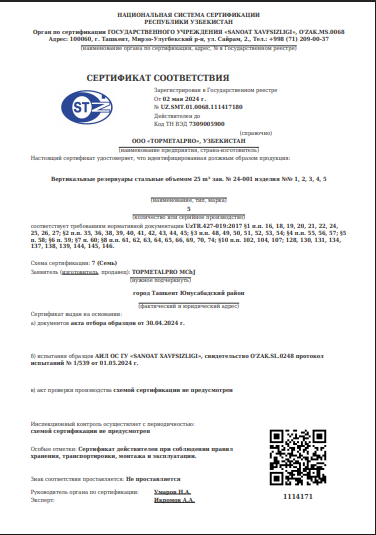 НАЦИОНАЛЬНАЯ СИСТЕМА СЕРТИФИКАЦИИ
РЕСПУБЛИКИ УЗБЕКИСТАН
Орган по сертификации ГОСУДАРСТВЕННОГО УЧРЕЖДЕНИЯ «SANOAT XAVFSIZLIGI», O'ZAK.MS.0068
Адрес: 100060, г. Ташкент, Мирзо-Улугбекский р-н, ул. Сайрам, 2., Тел.: +998 (71) 209-00-37
(наименование органа по сертификации, адрес, № в Государственном реестре)
СЕРТИФИКАТ СООТВЕТСТВИЯ
ST
Зарегистрирован в Государственном реестре
От 02 мая 2024 г.
№ UZ.SMT.01.0068.111417180
Действителен до
Код ТН ВЭД 7309005900
(справочно)
ООО «TOPMETALPRO», УЗБЕКИСТАН
(наименование предприятия, страна-изготовитель)
Настоящий сертификат удостоверяет, что идентифицированная должным образом продукция:
Вертикальные резервуары стальные объемом 25 m³ зав. № 24-001 изделия №№ 1, 2, 3, 4, 5
(наименование, тип, марка)
5
(количество или серийное производство)
соответствует требованиям нормативной документации UzTR.427-019:2017 §1 п.п. 16, 18, 19, 20, 21, 22, 24,
25, 26, 27; §2 п.п. 35, 36, 38, 39, 40, 41, 42, 43, 44, 45; §3 п.п. 48, 49, 50, 51, 52, 53, 54; §4 п.п. 55, 56, 57; §5
п. 58; §6 п. 59; §7 п. 60; §8 п.п. 61, 62, 63, 64, 65, 66, 69, 70, 74; §10 п.п. 102, 104, 107; 128, 130, 131, 134,
137, 138, 139, 144, 145, 146.
Схема сертификации: 7 (Семь)
Заявитель (изготовитель, продавец): TOPMETALPRO MChJ
(нужное подчеркнуть)
город Ташкент Юнусабадский район
(фактический и юридический адрес)
Сертификат выдан на основании:
а) документов акта отбора образцов от 30.04.2024 г.
б) испытания образцов АИЛ ОС ГУ «SANOAT XAVFSIZLIGI», свидетельство O'ZAK.SL.0248 протокол
испытаний № 1/539 от 01.05.2024 г.
в) акт проверки производства схемой сертификации не предусмотрен
Инспекционный контроль осуществляет с периодичностью:
схемой сертификации не предусмотрен
Особые отметки: Сертификат действителен при соблюдении правил
хранения, транспортировки, монтажа и эксплуатации.
Знак соответствия проставляется: Не проставляется
Руководитель органа по сертификации: Умаров Н.А.
Эксперт: Икромов А.А.
1114171